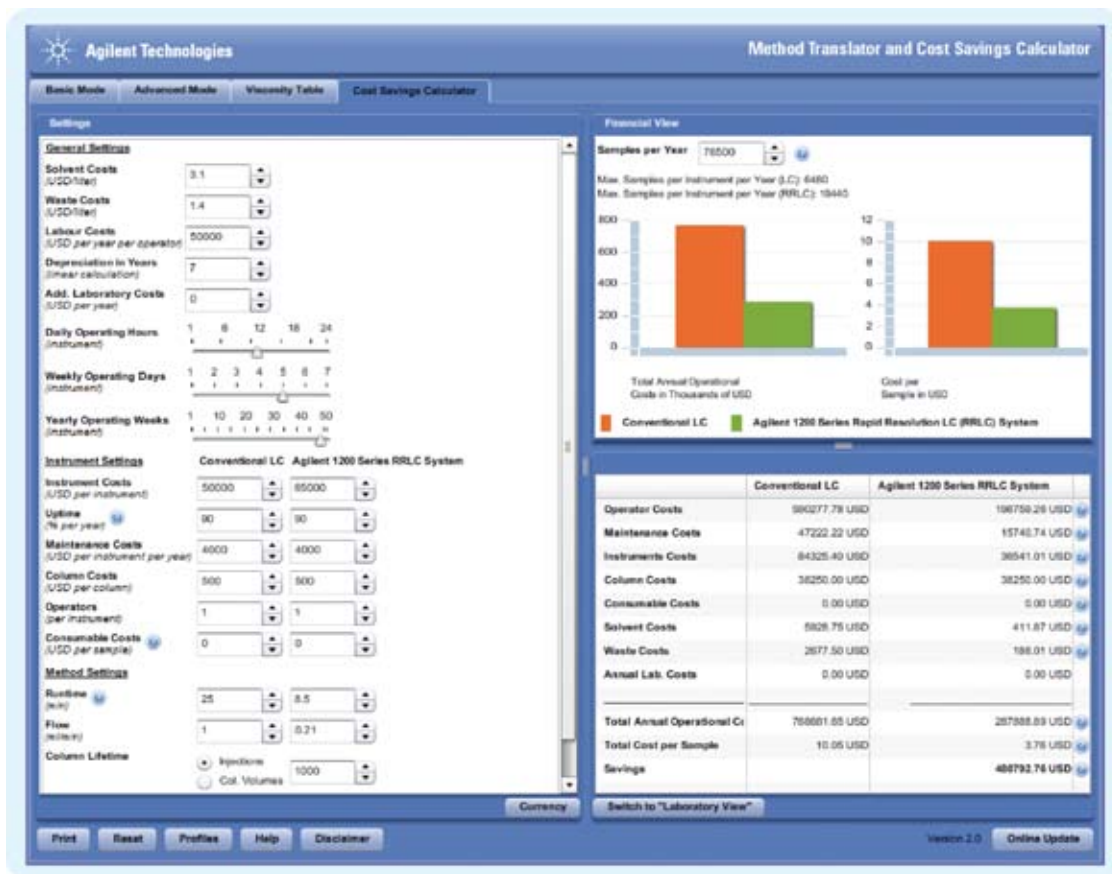 Agilent Technologies
Method Translator and Cost Savings Calculator
Basic Mode Advanced Mode Viscosity Table Cost Savings Calculator
Settings
General Settings
Solvent Costs
(USD/liter)
3.1
Waste Costs
(USD/liter)
1.4
Labour Costs
(USD per year per operator)
50000
Depreciation in Years
(linear calculation)
7
Add. Laboratory Costs
(USD per year)
0
Daily Operating Hours
(instrument)
1 6 12 18 24
Weekly Operating Days
(instrument)
1 2 3 4 5 6 7
Yearly Operating Weeks
(instrument)
1 10 20 30 40 50
Instrument Settings Conventional LC Agilent 1200 Series RRLC System
Instrument Costs
(USD per instrument)
50000 65000
Uptime
(% per year)
90 90
Maintenance Costs
(USD per instrument per year)
4000 4000
Column Costs
(USD per column)
500 500
Operators
(per instrument)
1 1
Consumable Costs
(USD per sample)
0 0
Method Settings
Runtime
(min)
25 8.5
Flow
(ml/min)
1 0.21
Column Lifetime
Injections
Col. Volumes
1000
Currency
Financial View
Samples per Year 76500
Max. Samples per Instrument per Year (LC): 6480
Max. Samples per Instrument per Year (RRLC): 19440
800
600
400
200
0
Total Annual Operational
Costs in Thousands of USD
12
10
8
6
4
2
0
Cost per
Sample in USD
Conventional LC Agilent 1200 Series Rapid Resolution LC (RRLC) System
Conventional LC Agilent 1200 Series RRLC System
Operator Costs 590277.78 USD 196759.26 USD
Maintenance Costs 47222.22 USD 15740.74 USD
Instruments Costs 84325.40 USD 36541.01 USD
Column Costs 38250.00 USD 38250.00 USD
Consumable Costs 0.00 USD 0.00 USD
Solvent Costs 5928.75 USD 411.87 USD
Waste Costs 2677.50 USD 186.01 USD
Annual Lab. Costs 0.00 USD 0.00 USD
Total Annual Operational Co 768681.65 USD 287888.89 USD
Total Cost per Sample 10.05 USD 3.76 USD
Savings 480792.76 USD
Switch to "Laboratory View"
Print Reset Profiles Help Disclaimer
Version 2.0 Online Update